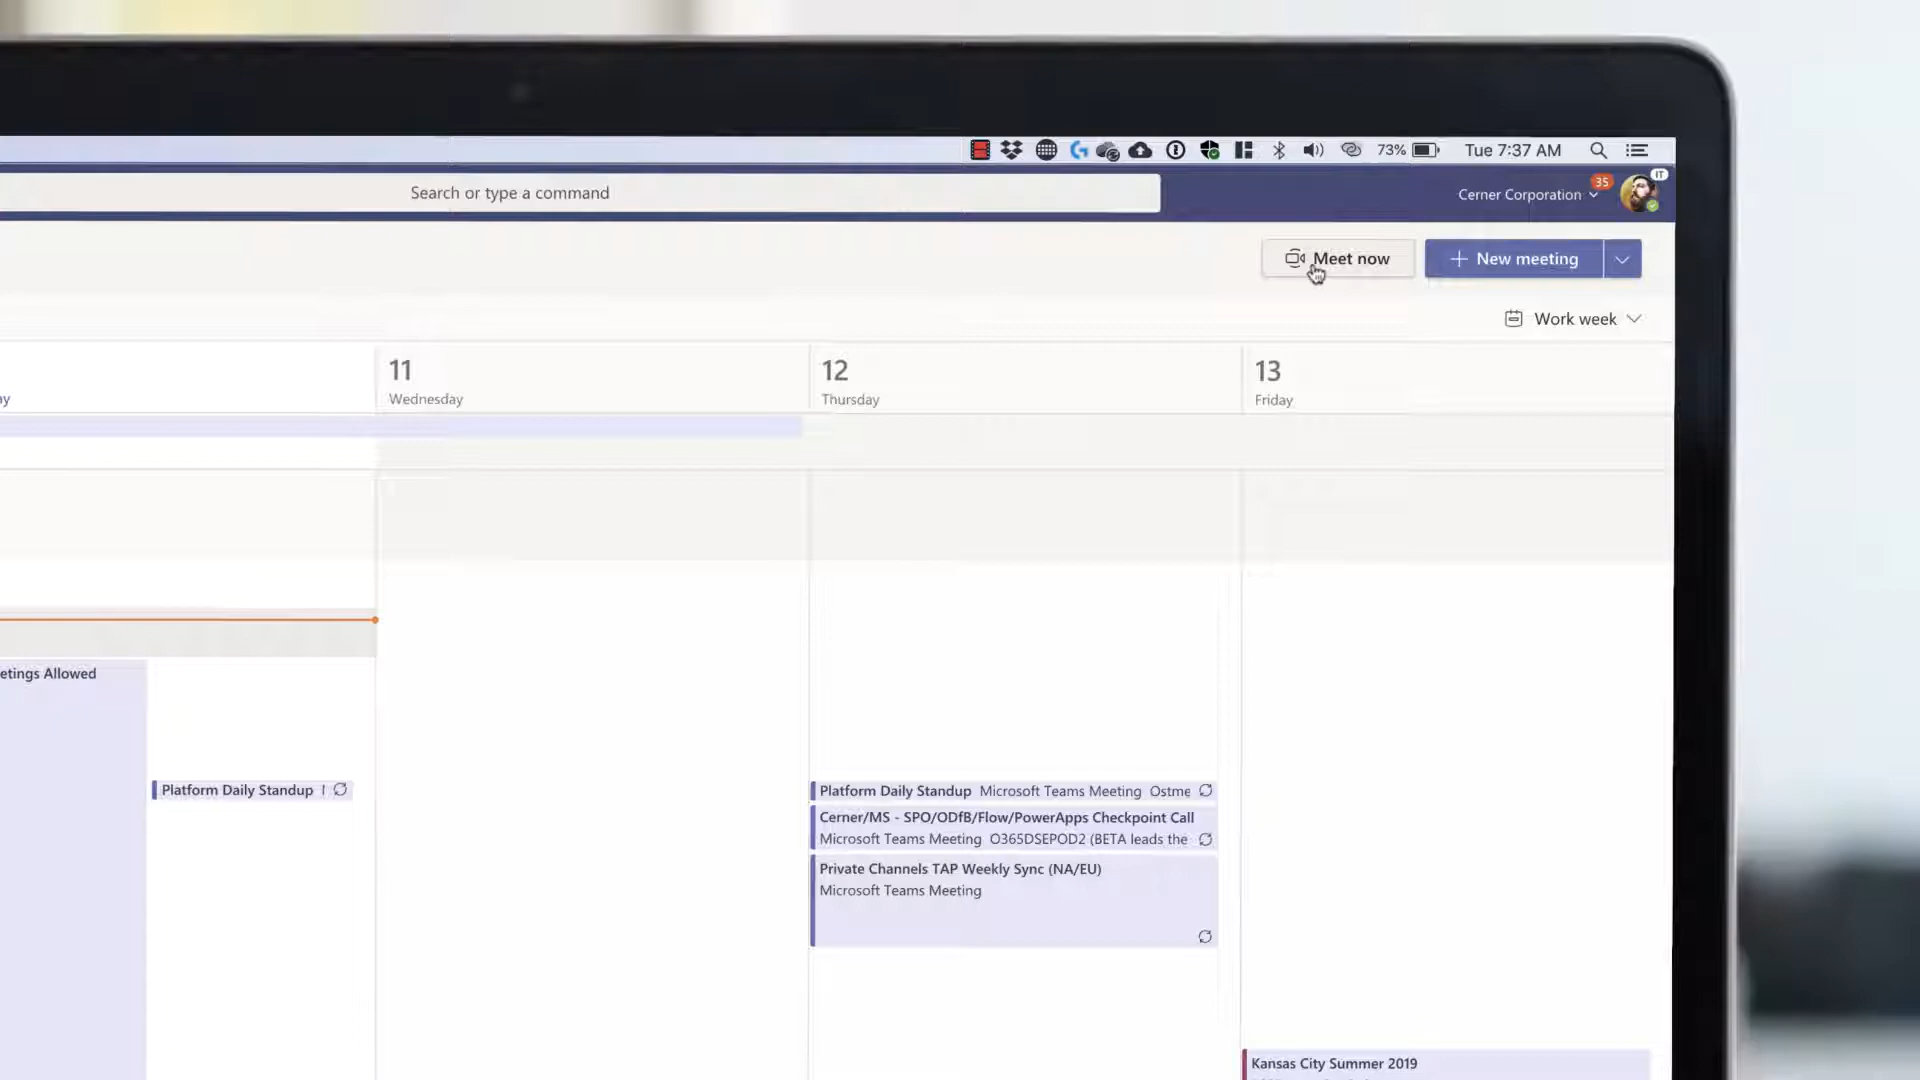 73%
Tue 7:37 AM
Search or type a command
Cerner Corporation
35
IT
Meet now
New meeting
Work week
ay
11
Wednesday
12
Thursday
13
Friday
etings Allowed
Platform Daily Standup
Platform Daily Standup Microsoft Teams Meeting Ostme
Cerner/MS - SPO/ODfB/Flow/PowerApps Checkpoint Call
Microsoft Teams Meeting O365DSEPOD2 (BETA leads the
Private Channels TAP Weekly Sync (NA/EU)
Microsoft Teams Meeting
Kansas City Summer 2019